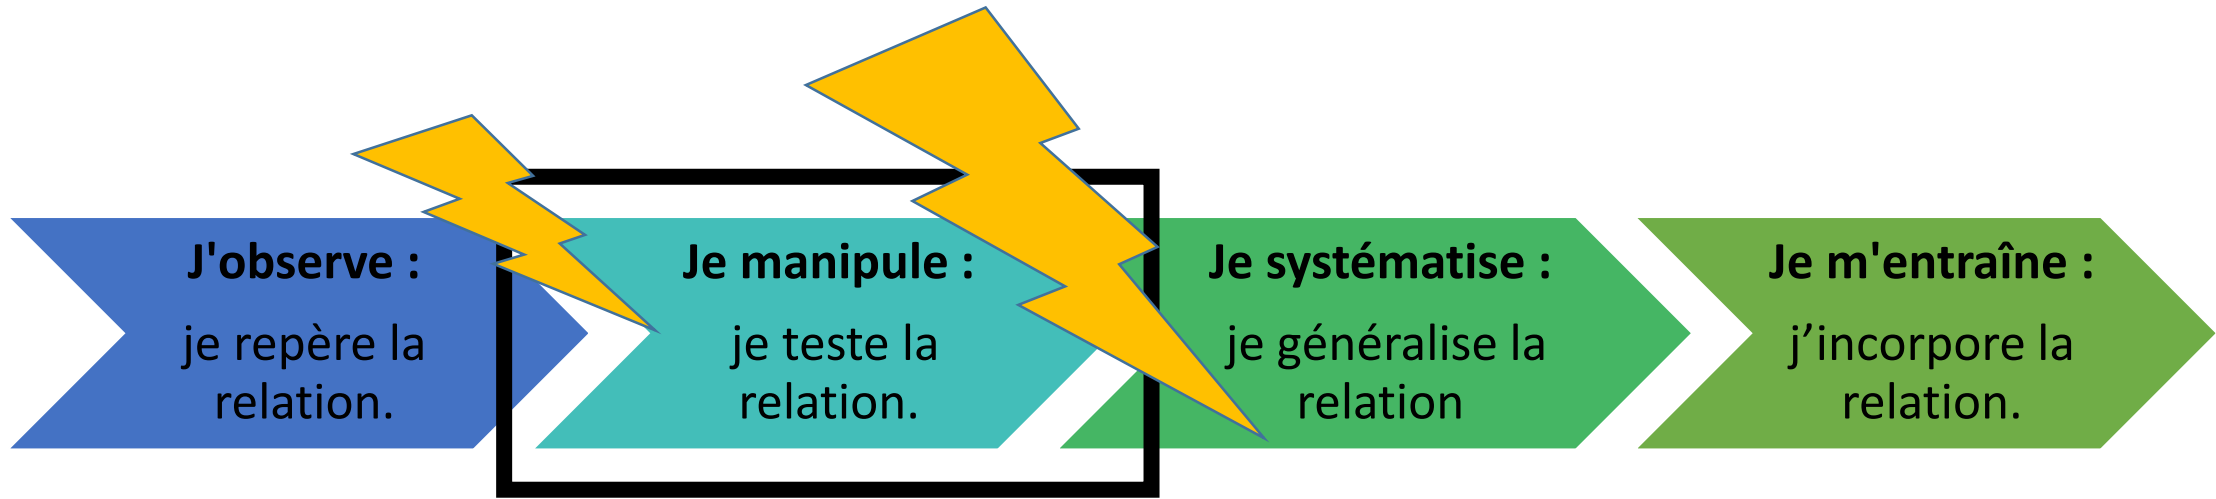 J'observe :
je repère la
relation.
Je manipule :
je teste la
relation.
Je systématise :
je généralise la
relation
Je m'entraîne :
j’incorpore la
relation.